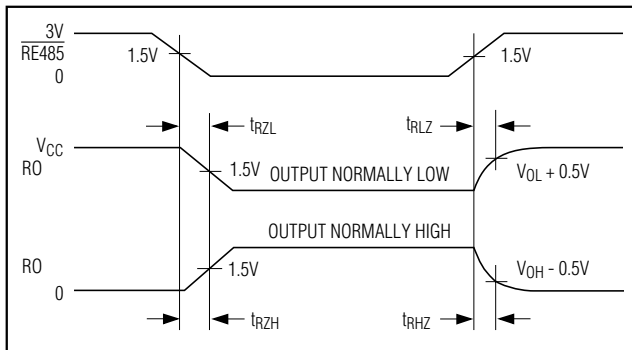 3V
RE485
0
1.5V
1.5V
tRZL
tRLZ
VCC
RO
1.5V
OUTPUT NORMALLY LOW
VOL + 0.5V
OUTPUT NORMALLY HIGH
RO
0
1.5V
VOH - 0.5V
tRZH
tRHZ